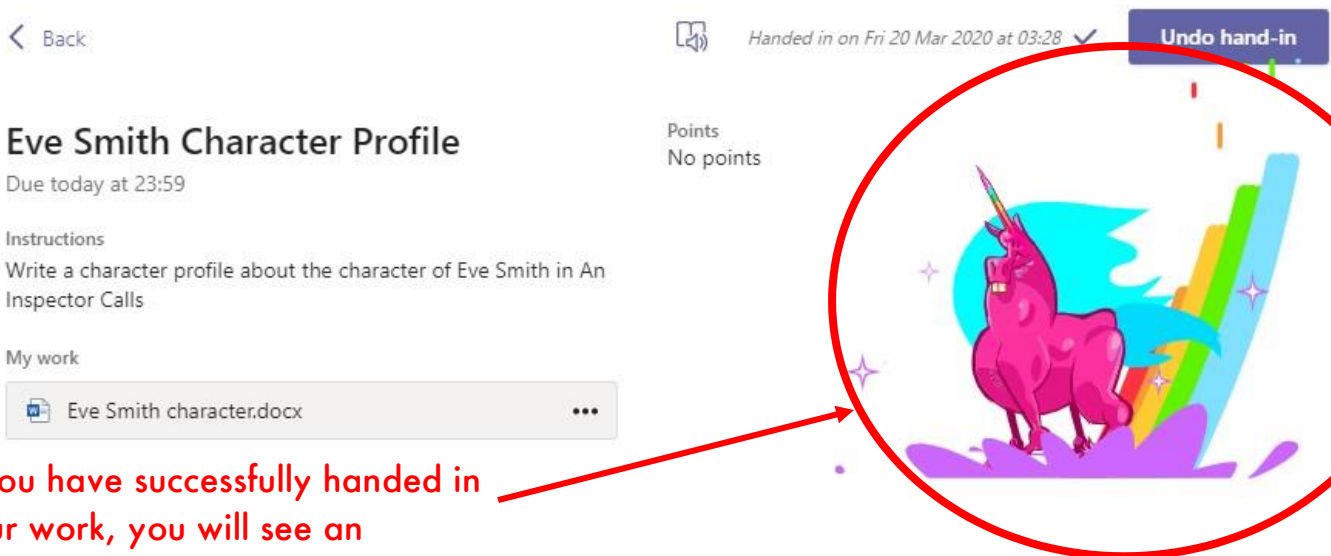 Back
Handed in on Fri 20 Mar 2020 at 03:28
Undo hand-in
Eve Smith Character Profile
Due today at 23:59
Points
No points
Instructions
Write a character profile about the character of Eve Smith in An
Inspector Calls
My work
Eve Smith character.docx
ou have successfully handed in
ur work, you will see an